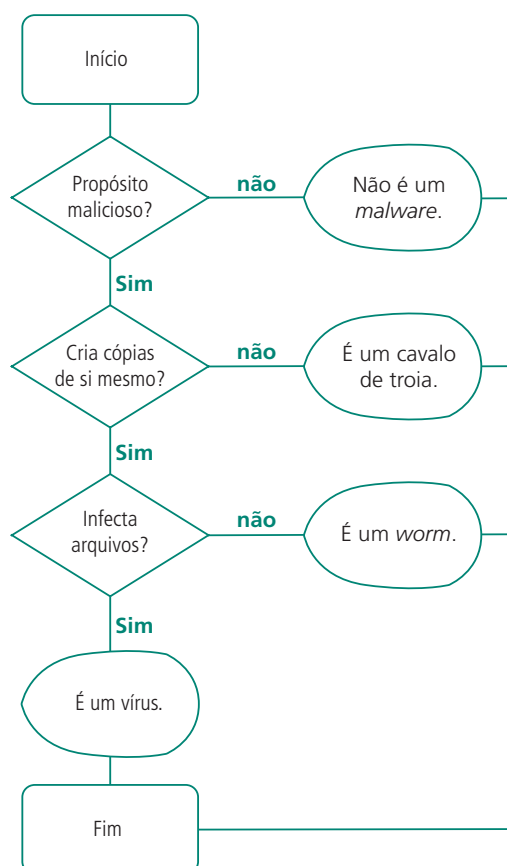 Início
Propósito
malicioso?
não
Não é um
malware.
Sim
Cria cópias
de si mesmo?
não
É um cavalo
de troia.
Sim
Infecta
arquivos?
não
É um worm.
Sim
É um vírus.
Fim